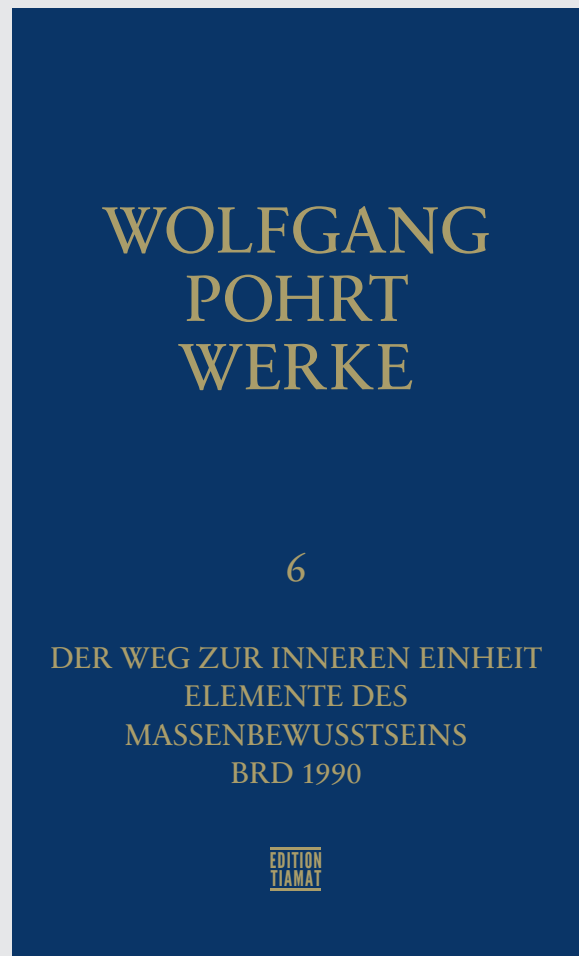 WOLFGANG
POHRT
WERKE
6
DER WEG ZUR INNEREN EINHEIT
ELEMENTE DES
MASSENBEWUSSTSEINS
BRD 1990
EDITION
TIAMAT